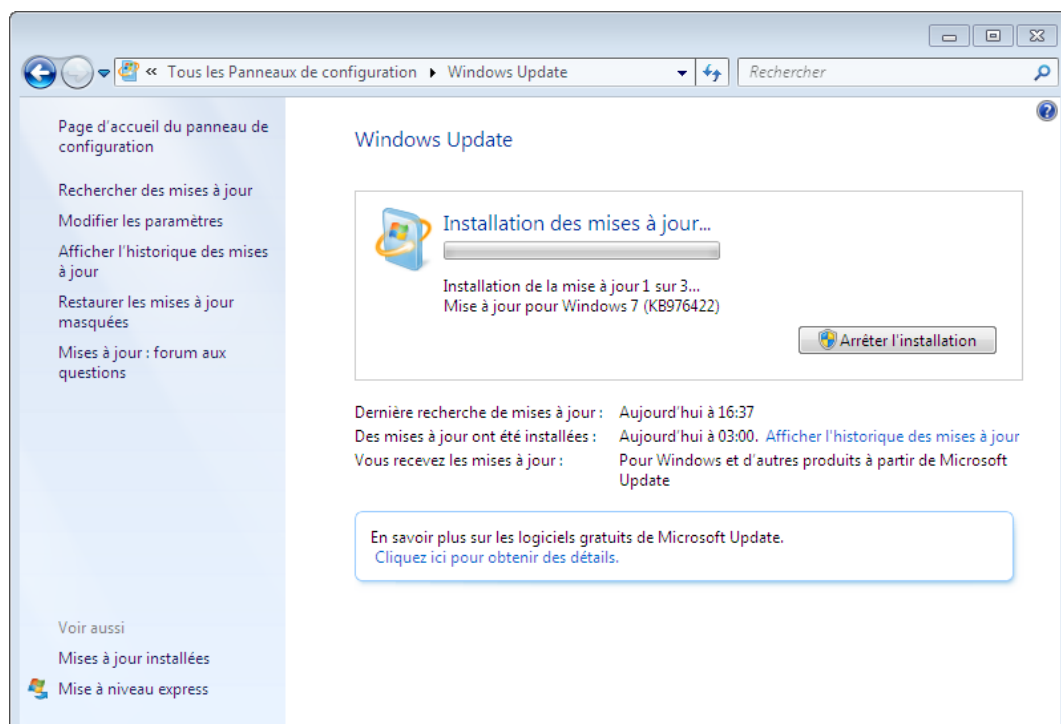 « Tous les Panneaux de configuration ▸ Windows Update
Rechercher
Page d'accueil du panneau de
configuration
Rechercher des mises à jour
Modifier les paramètres
Afficher l'historique des mises
à jour
Restaurer les mises à jour
masquées
Mises à jour : forum aux
questions
Voir aussi
Mises à jour installées
Mise à niveau express
Windows Update
Installation des mises à jour...
Installation de la mise à jour 1 sur 3...
Mise à jour pour Windows 7 (KB976422)
Arrêter l'installation
Dernière recherche de mises à jour : Aujourd'hui à 16:37
Des mises à jour ont été installées : Aujourd'hui à 03:00. Afficher l'historique des mises à jour
Vous recevez les mises à jour : Pour Windows et d'autres produits à partir de Microsoft
Update
En savoir plus sur les logiciels gratuits de Microsoft Update.
Cliquez ici pour obtenir des détails.